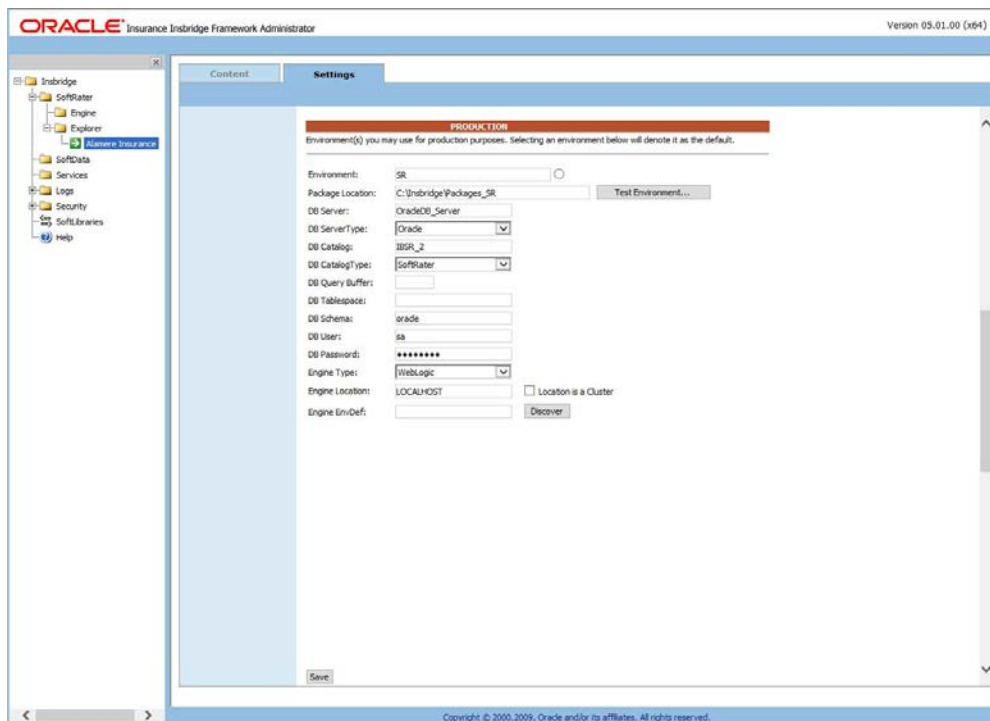 ORACLE Insurance Insbridge Framework Administrator
Version 05.01.00 (x64)
Insbridge
SoftRater
Engine
Explorer
Alamere Insurance
SoftData
Services
Logs
Security
SoftLibraries
Help
Content
Settings
PRODUCTION
Environment(s) you may use for production purposes. Selecting an environment below will denote it as the default.
Environment: SR
Package Location: C:\Insbridge\Packages_SR Test Environment...
DB Server: OracleDB_Server
DB ServerType: Oracle
DB Catalog: IBSR_2
DB CatalogType: SoftRater
DB Query Buffer:
DB Tablespace:
DB Schema: oracle
DB User: sa
DB Password: ••••••••
Engine Type: WebLogic
Engine Location: LOCALHOST Location is a Cluster
Engine EnvDef: Discover
Save
Copyright © 2000,2009, Oracle and/or its affiliates. All rights reserved.